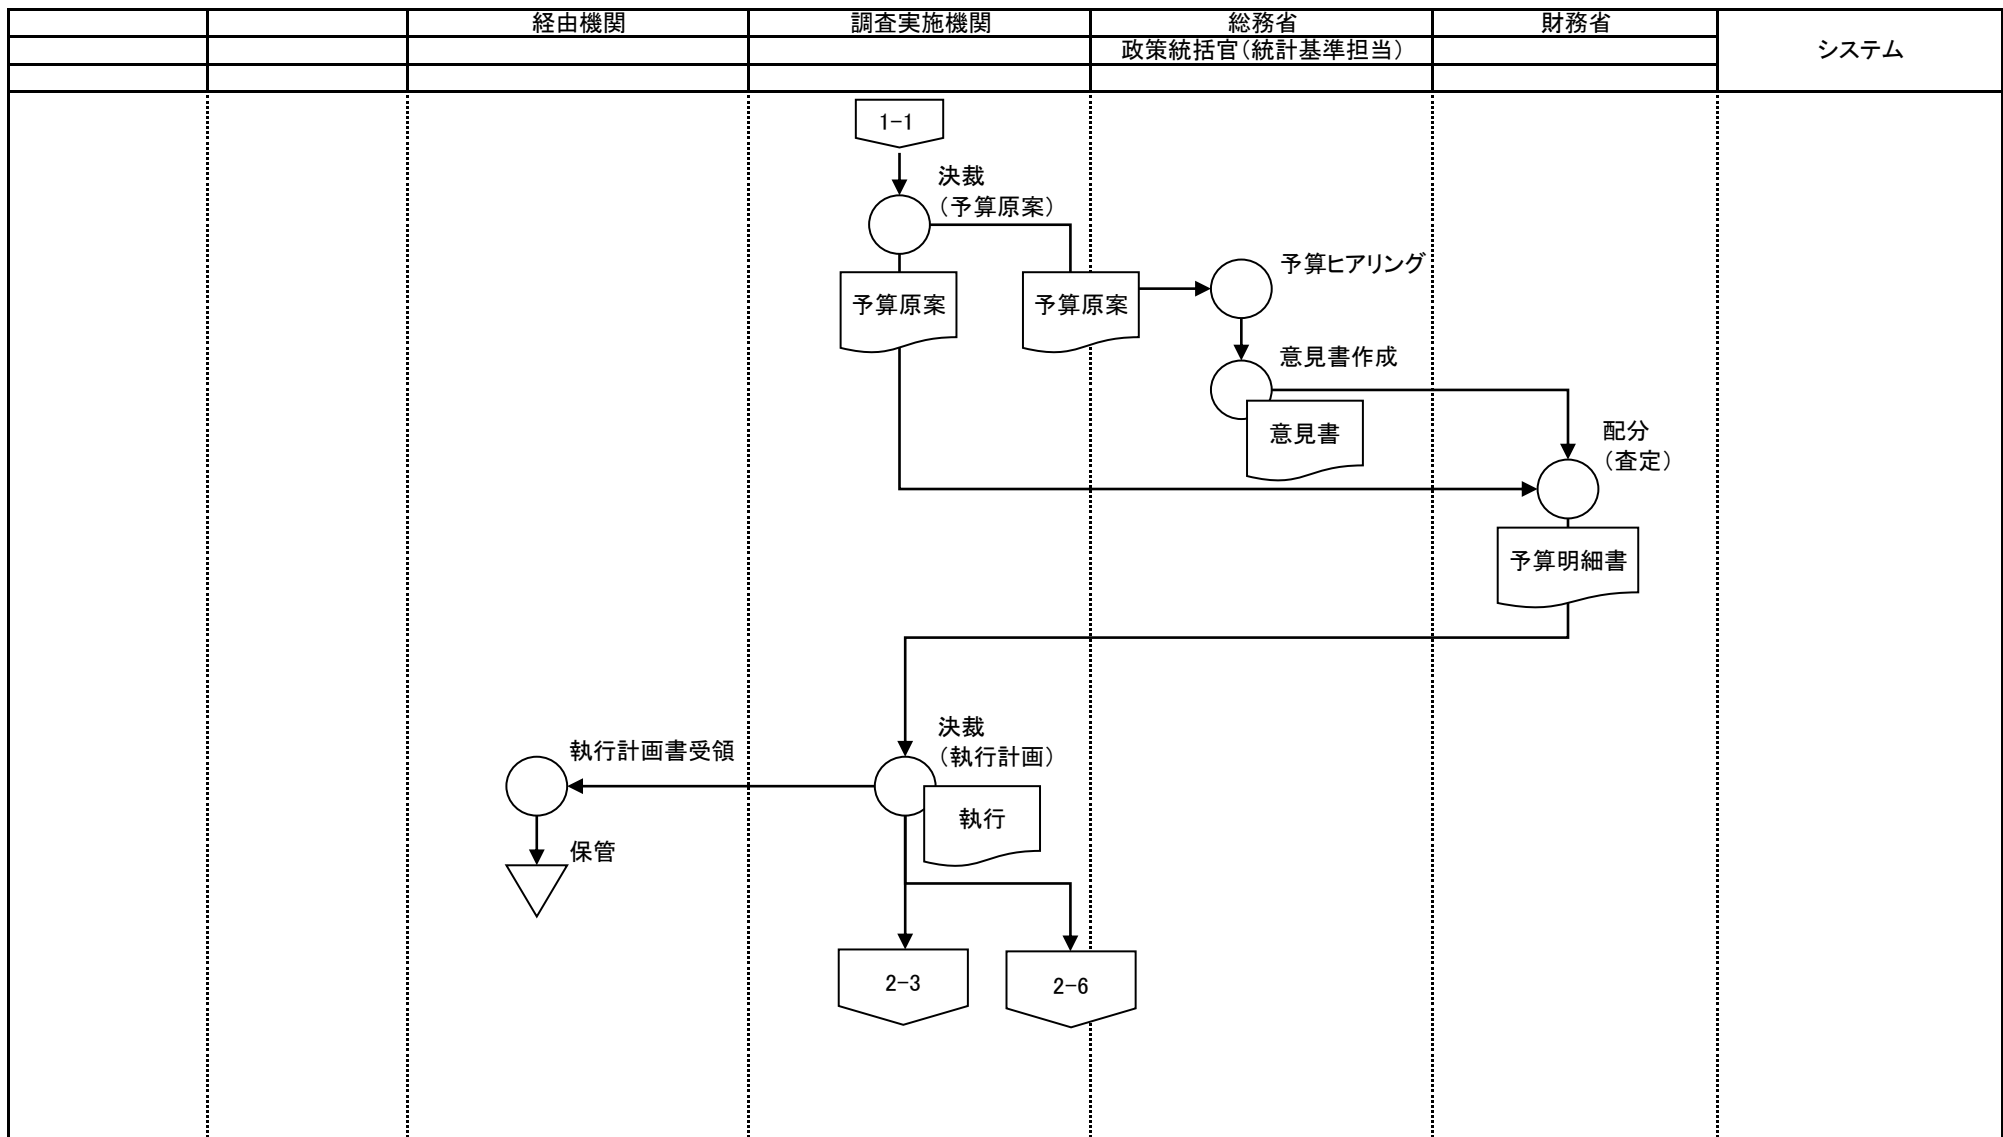 経由機関
調査実施機関
総務省
財務省
政策統括官（統計基準担当）
システム
1-1
決裁
（予算原案）
予算ヒアリング
予算原案
予算原案
意見書作成
意見書
配分
（査定）
予算明細書
決裁
（執行計画）
執行計画書受領
執行
保管
2-3
2-6